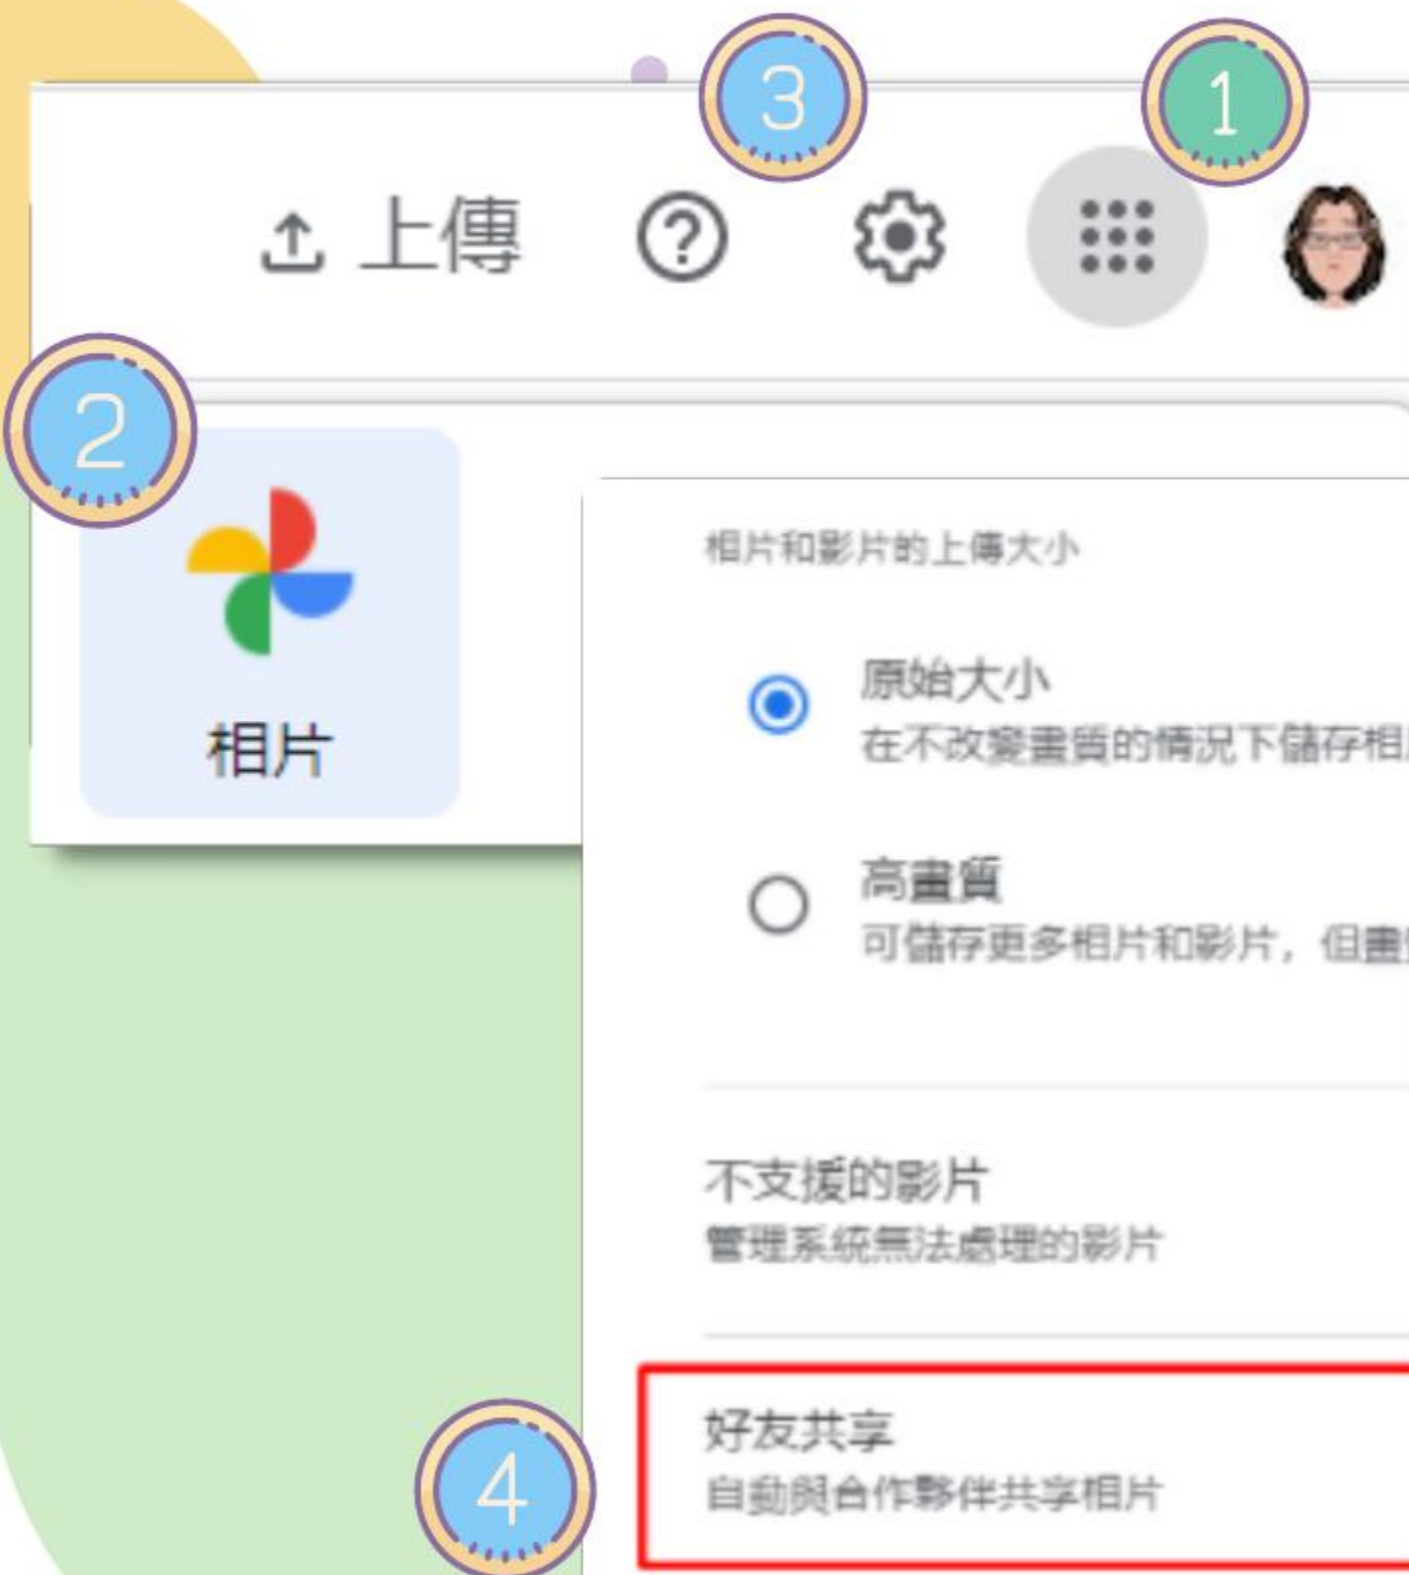 3
1
上傳
2
相片
相片和影片的上傳大小
原始大小
在不改變畫質的情況下儲存相
高畫質
可儲存更多相片和影片，但畫
不支援的影片
管理系統無法處理的影片
好友共享
自動與合作夥伴共享相片
4